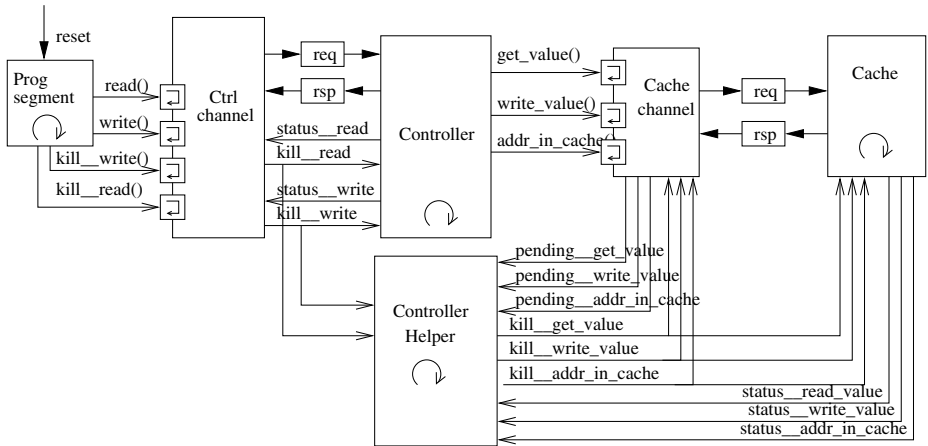 reset
Prog
segment
read()
write()
kill__write()
kill__read()
Ctrl
channel
req
rsp
status__read
kill__read
status__write
kill__write
Controller
get_value()
write_value()
addr_in_cache()
Cache
channel
req
rsp
Cache
Controller
Helper
pending__get_value
pending__write_value
pending__addr_in_cache
kill__get_value
kill__write_value
kill__addr_in_cache
status__read_value
status__write_value
status__addr_in_cache